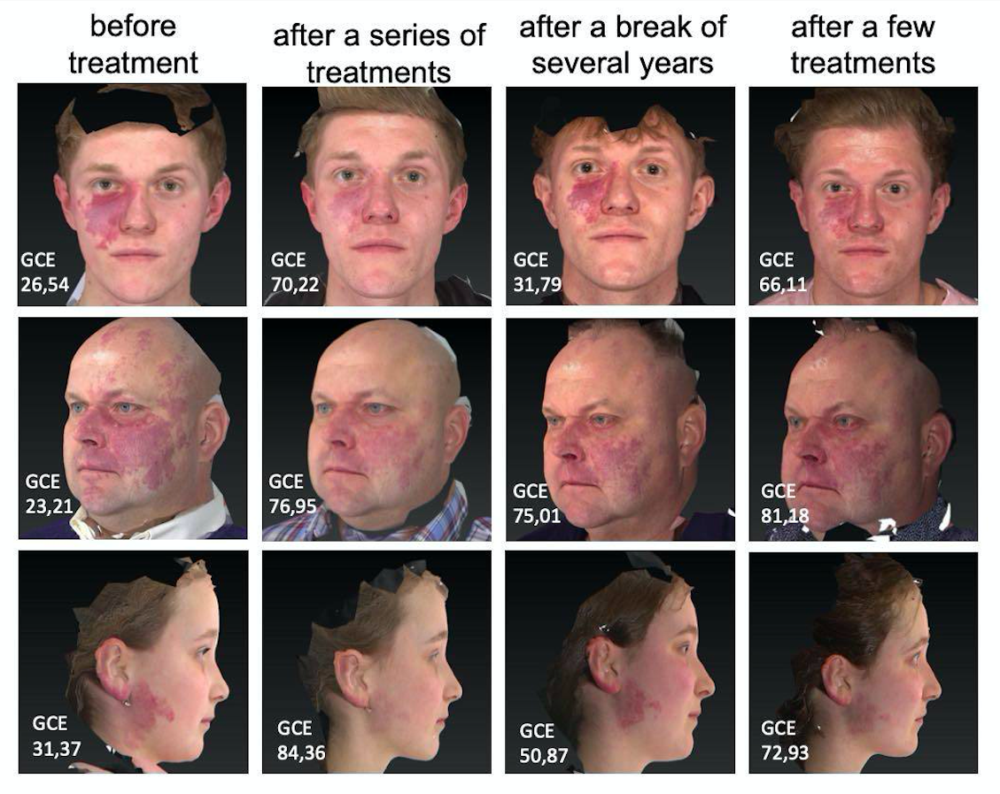 before
treatment
after a series of
treatments
after a break of
several years
after a few
treatments
GCE
26,54
GCE
70,22
GCE
31,79
GCE
66,11
GCE
23,21
GCE
76,95
GCE
75,01
GCE
81,18
GCE
31,37
GCE
84,36
GCE
50,87
GCE
72,93